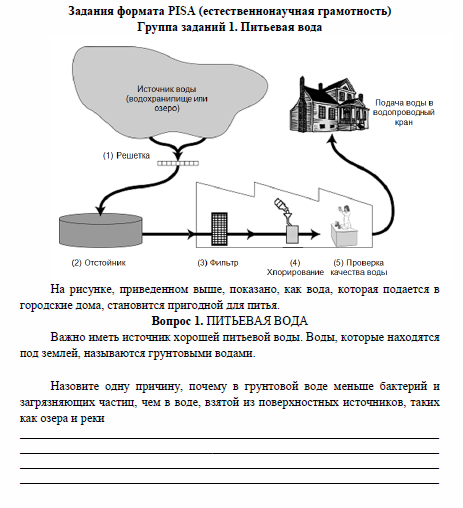 Задания формата PISA (естественнонаучная грамотность)
Группа заданий 1. Питьевая вода
Источник воды
(водохранилище или
озеро)
Подача воды в
водопроводный
кран
(1) Решетка
(2) Отстойник
(3) Фильтр
(4)
Хлорирование
(5) Проверка
качества воды
На рисунке, приведенном выше, показано, как вода, которая подается в
городские дома, становится пригодной для питья.
Вопрос 1. ПИТЬЕВАЯ ВОДА
Важно иметь источник хорошей питьевой воды. Воды, которые находятся
под землей, называются грунтовыми водами.
Назовите одну причину, почему в грунтовой воде меньше бактерий и
загрязняющих частиц, чем в воде, взятой из поверхностных источников, таких
как озера и реки